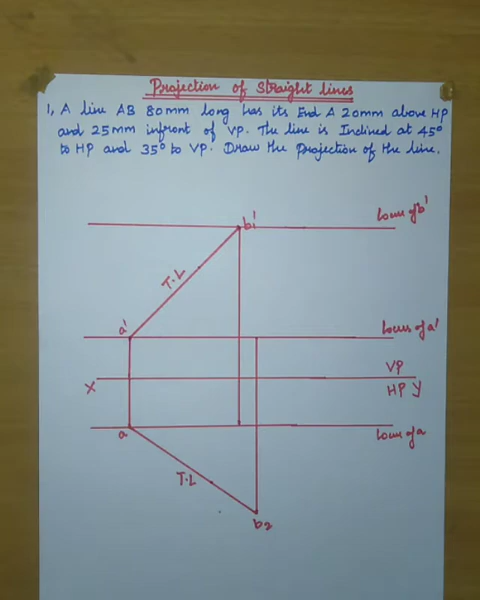 Projection of Straight lines
1, A line AB 80mm long has its End A 20mm above HP
and 25mm infront of VP. The line is Inclined at 45°
to HP and 35° to VP. Draw the Projection of the line.
locus of b'
b1'
T.L
a'
locus of a'
VP
X
HP y
a
locus of a
T.L
b2